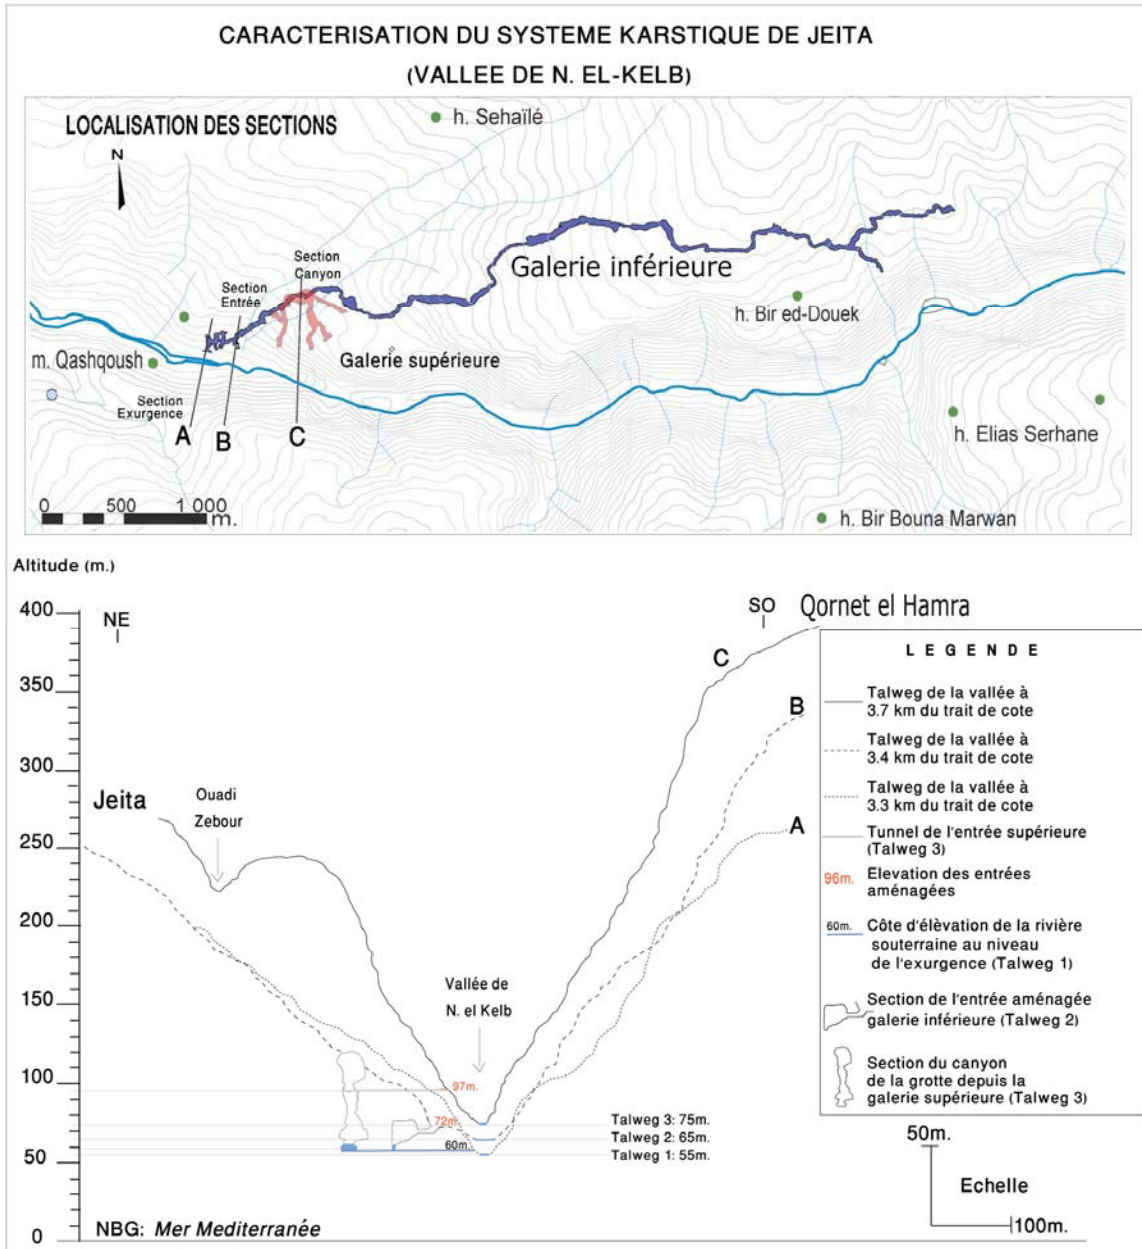 CARACTERISATION DU SYSTEME KARSTIQUE DE JEITA
(VALLEE DE N. EL-KELB)
LOCALISATION DES SECTIONS
N
h. Sehaïlé
Section
Canyon
Section
Entrée
Galerie inférieure
h. Bir ed-Douek
m. Qashqoush
Galerie supérieure
Section
Exurgence
A
B
C
h. Elias Serhane
0 500 1 000
m.
h. Bir Bouna Marwan
Altitude (m.)
400
350
300
250
200
150
100
50
0
NE
SO
Qornet el Hamra
C
B
A
Jeita
Ouadi
Zebour
Vallée de
N. el Kelb
97m.
72m.
60m.
Talweg 3: 75m.
Talweg 2: 65m.
Talweg 1: 55m.
NBG: Mer Mediterranée
LEGENDE
Talweg de la vallée à
3.7 km du trait de cote
Talweg de la vallée à
3.4 km du trait de cote
Talweg de la vallée à
3.3 km du trait de cote
Tunnel de l'entrée supérieure
(Talweg 3)
96m. Elevation des entrées
aménagées
60m. Côte d'élèvation de la rivière
souterraine au niveau
de l'exurgence (Talweg 1)
Section de l'entrée aménagée
galerie inférieure (Talweg 2)
Section du canyon
de la grotte depuis la
galerie supérieure (Talweg 3)
50m.
Echelle
100m.